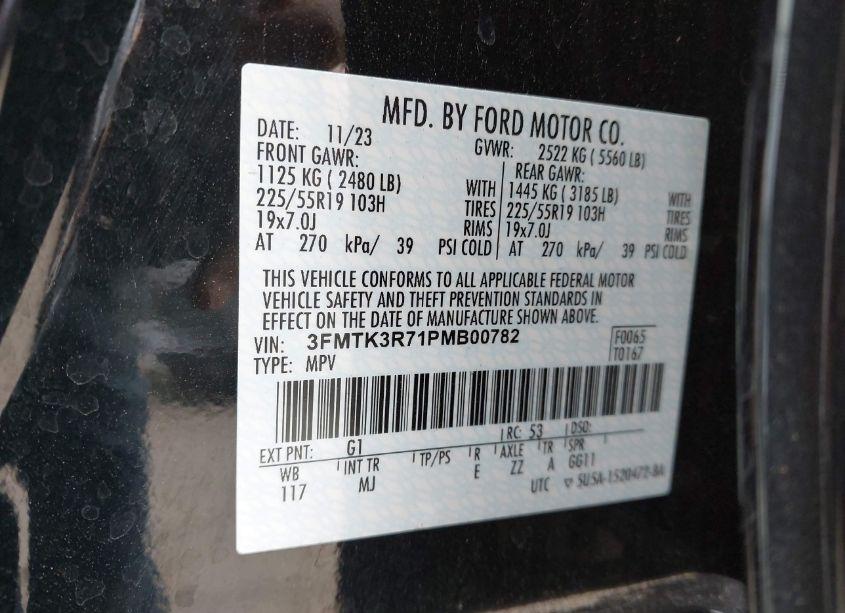 MFD. BY FORD MOTOR CO.
DATE: 11/23 GVWR: 2522 KG ( 5560 LB)
FRONT GAWR: REAR GAWR:
1125 KG ( 2480 LB) WITH 1445 KG ( 3185 LB) WITH
225/55R19 103H TIRES 225/55R19 103H TIRES
19x7.0J RIMS 19x7.0J RIMS
AT 270 kPa/ 39 PSI COLD AT 270 kPa/ 39 PSI COLD
THIS VEHICLE CONFORMS TO ALL APPLICABLE FEDERAL MOTOR
VEHICLE SAFETY AND THEFT PREVENTION STANDARDS IN
EFFECT ON THE DATE OF MANUFACTURE SHOWN ABOVE.
VIN: 3FMTK3R71PMB00782 F0065
TYPE: MPV T0167
EXT PNT: G1 RC: 53 DSO:
WB INT TR TP/PS R AXLE TR SPR
117 MJ E ZZ A GG11
UTC ▽ SU5A-1520472-BA